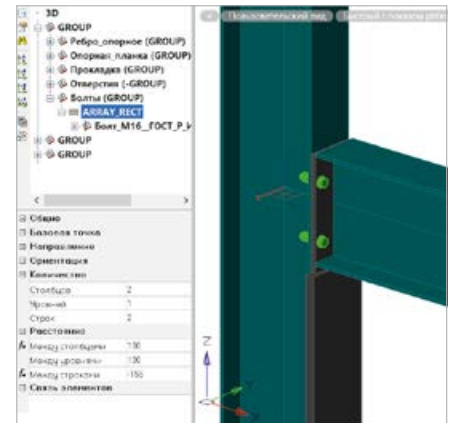 3D
GROUP
Ребро_опорное (GROUP)
Опорная_планка (GROUP)
Прокладка (GROUP)
Отверстия (-GROUP)
Болты (GROUP)
ARRAY_RECT
Болт_М16_ГОСТ_Р_И
GROUP
GROUP
Общие
Базовая точка
Направление
Ориентация
Количество
Столбцов 2
Уровней 1
Строк 2
Расстояние
Между столбцами 100
Между уровнями 100
Между строками
Связь элементов
Пользовательский вид
Z